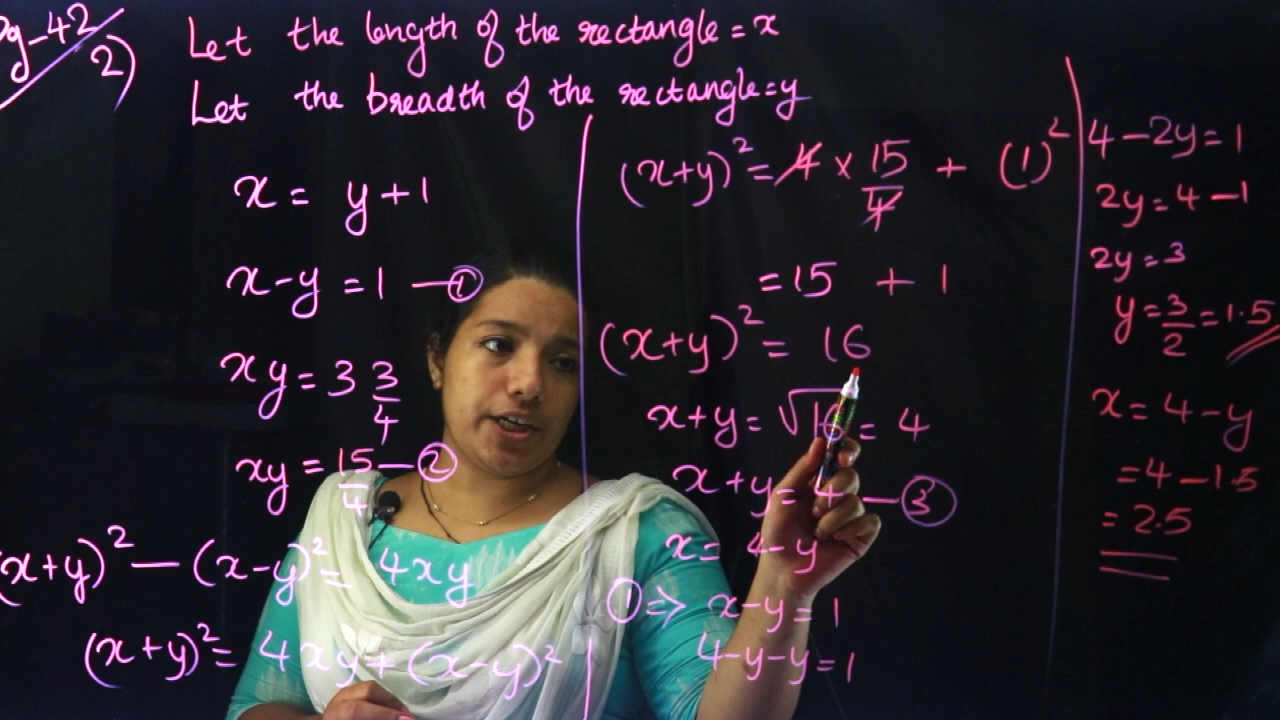 Pg-42
2)
Let the length of the rectangle = x
Let the breadth of the rectangle = y
x = y + 1
x - y = 1 — ①
xy = 3 3/4
xy = 15/4 — ②
(x+y)² — (x-y)² = 4xy
(x+y)² = 4xy + (x-y)²
(x+y)² = 4 × 15/4 + (1)²
= 15 + 1
(x+y)² = 16
x+y = √16 = 4
x+y = 4 — ③
x = 4 - y
① ⇒ x - y = 1
4 - y - y = 1
4 - 2y = 1
2y = 4 - 1
2y = 3
y = 3/2 = 1.5
x = 4 - y
= 4 - 1.5
= 2.5